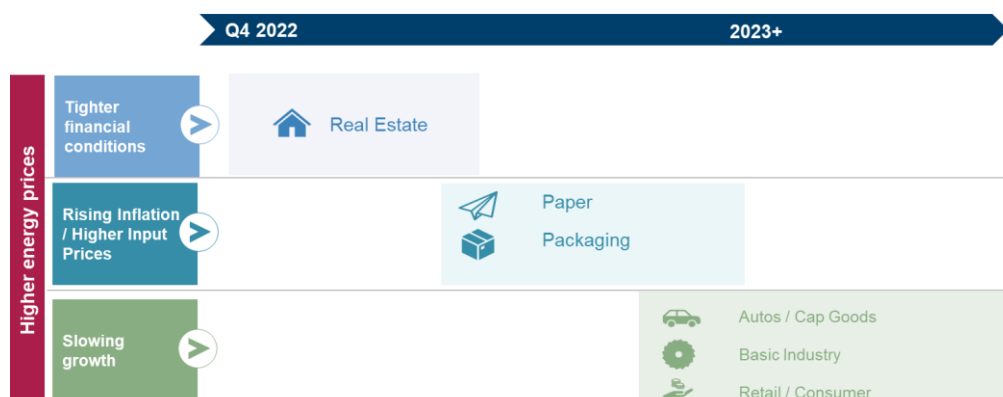 Q4 2022
2023+
Higher energy prices
Tighter
financial
conditions
Real Estate
Rising Inflation
/ Higher Input
Prices
Paper
Packaging
Slowing
growth
Autos / Cap Goods
Basic Industry
Retail / Consumer